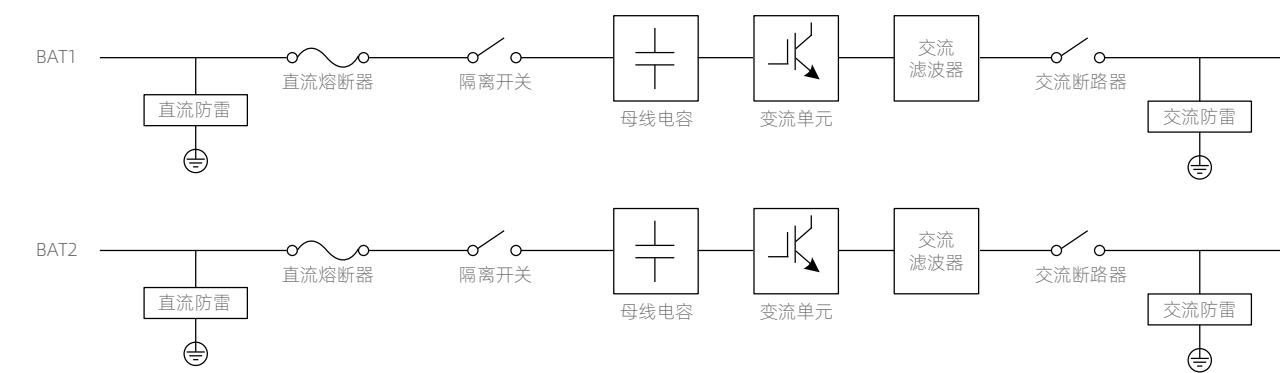 BAT1
直流熔断器
隔离开关
交流
滤波器
交流断路器
直流防雷
母线电容
变流单元
交流防雷
BAT2
直流熔断器
隔离开关
交流
滤波器
交流断路器
直流防雷
母线电容
变流单元
交流防雷